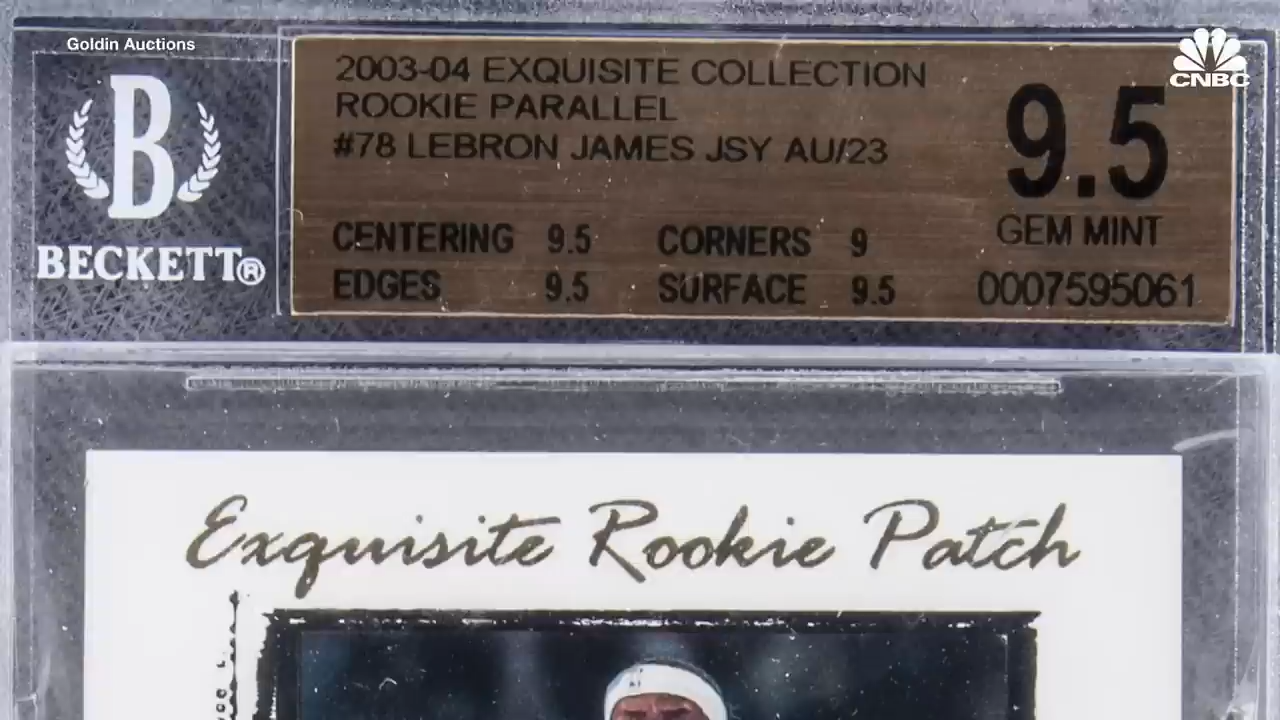 Goldin Auctions
CNBC
B
BECKETT®
2003-04 EXQUISITE COLLECTION
ROOKIE PARALLEL
#78 LEBRON JAMES JSY AU/23
9.5
GEM MINT
CENTERING 9.5 CORNERS 9
EDGES 9.5 SURFACE 9.5
0007595061
Exquisite Rookie Patch